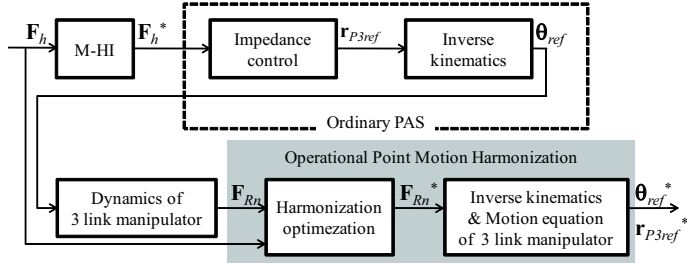 F_h
M-HI
F_h^*
Impedance
control
r_P3ref
Inverse
kinematics
θ_ref
Ordinary PAS
Operational Point Motion Harmonization
Dynamics of
3 link manipulator
F_Rn
Harmonization
optimezation
F_Rn^*
Inverse kinematics
& Motion equation
of 3 link manipulator
θ_ref^*
r_P3ref^*